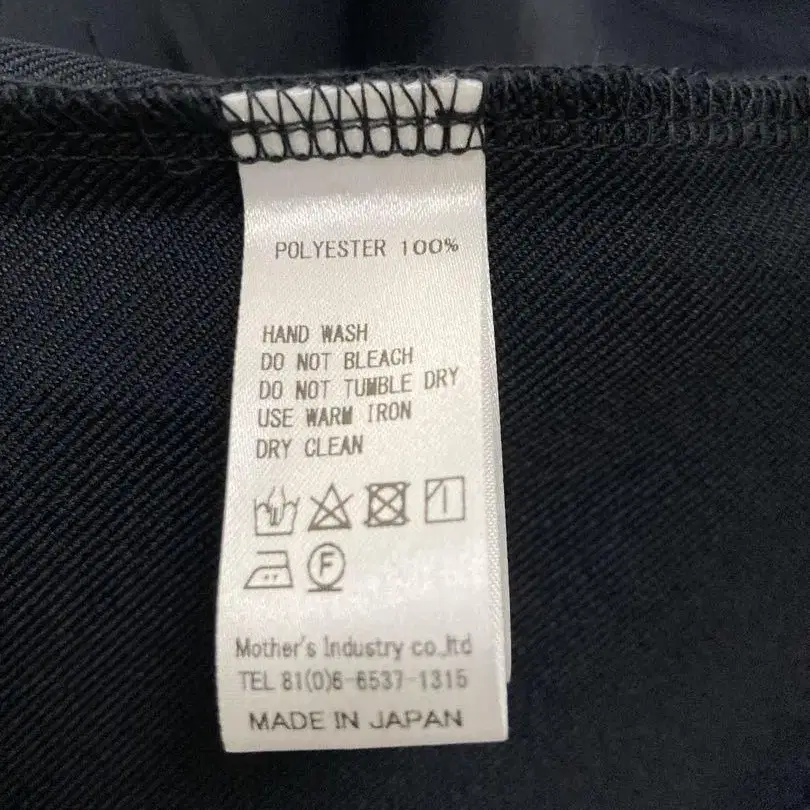 POLYESTER 100%
HAND WASH
DO NOT BLEACH
DO NOT TUMBLE DRY
USE WARM IRON
DRY CLEAN
F
Mother's Industry co.,ltd
TEL 81(0)6-6537-1315
MADE IN JAPAN